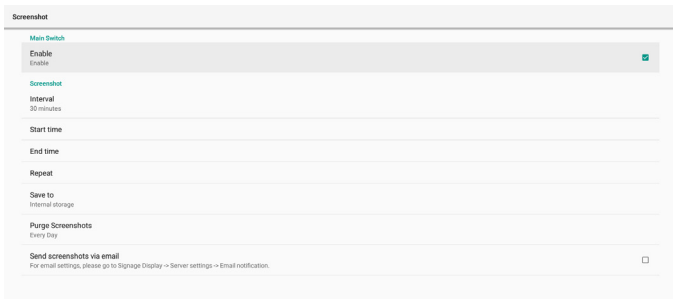 Screenshot
Main Switch
Enable
Enable
Screenshot
Interval
30 minutes
Start time
End time
Repeat
Save to
Internal storage
Purge Screenshots
Every Day
Send screenshots via email
For email settings, please go to Signage Display -> Server settings -> Email notification.